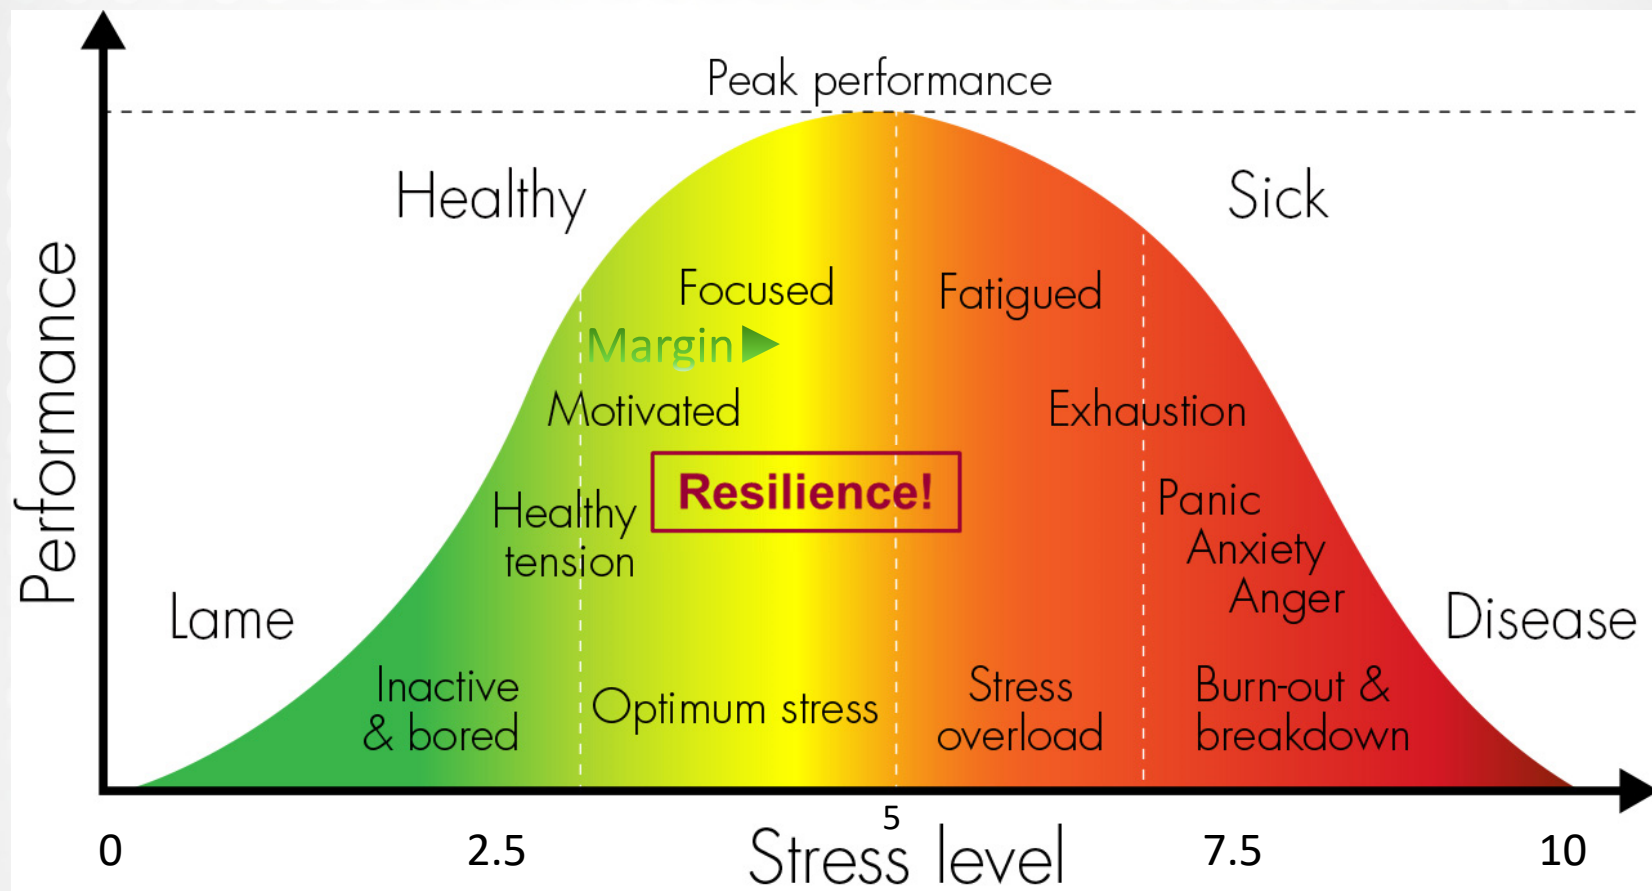 Peak performance
Healthy
Sick
Performance
Focused
Fatigued
Margin
Motivated
Exhaustion
Resilience!
Healthy
tension
Panic
Anxiety
Anger
Lame
Disease
Inactive
& bored
Optimum stress
Stress
overload
Burn-out &
breakdown
0
2.5
5
7.5
10
Stress level